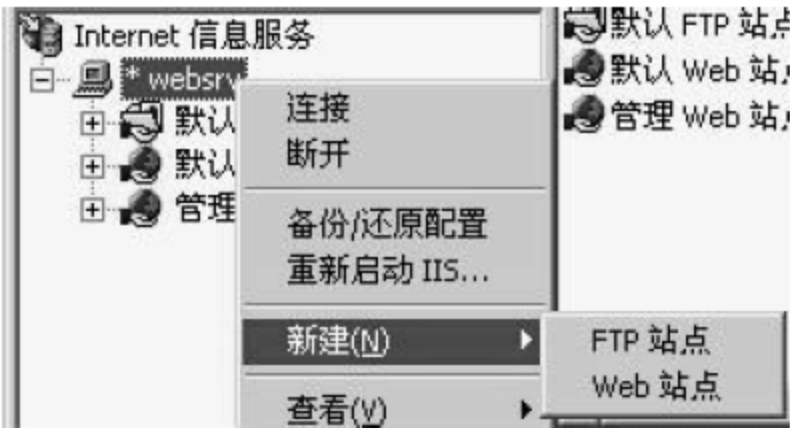 Internet 信息服务
* websrv
默认
默认
管理
默认 FTP 站点
默认 Web 站
管理 Web 站
连接
断开
备份/还原配置
重新启动 IIS...
新建(N)
查看(V)
FTP 站点
Web 站点